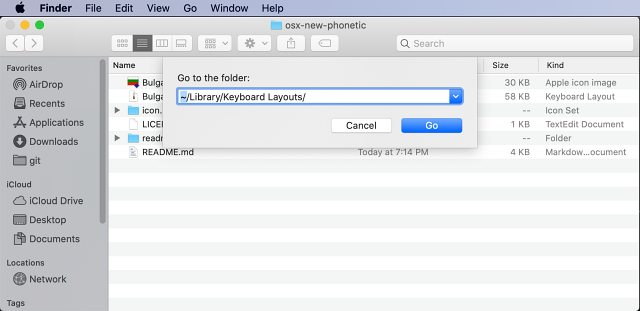 Finder File Edit View Go Window Help
osx-new-phonetic
Search
Favorites
AirDrop
Recents
Applications
Downloads
git
iCloud
iCloud Drive
Desktop
Documents
Locations
Network
Tags
Name Size Kind
Go to the folder:
~/Library/Keyboard Layouts/
Cancel Go
Bulga 30 KB Apple icon image
Bulga 58 KB Keyboard Layout
icon. -- Icon Set
LICE 1 KB TextEdit Document
readr -- Folder
README.md Today at 7:14 PM 4 KB Markdow...ocument